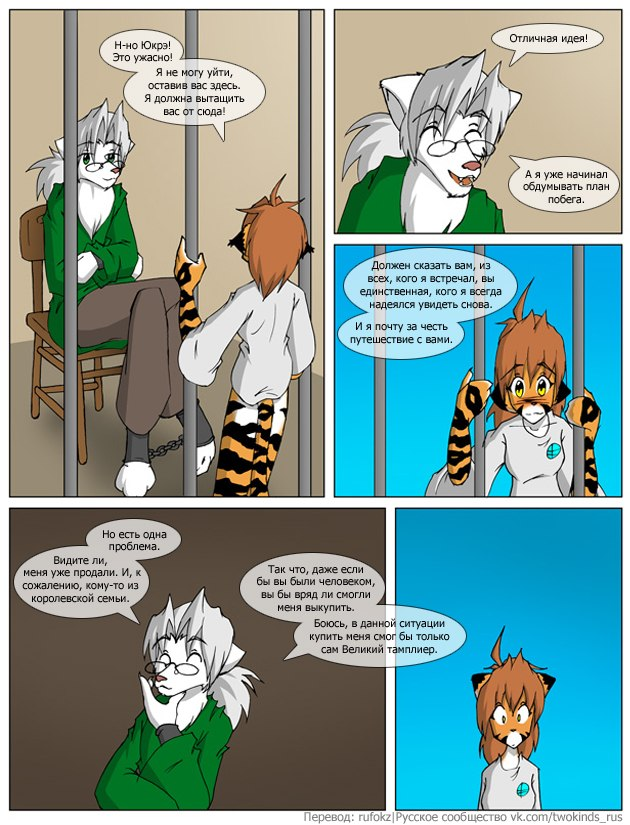 Н-но Юкрэ!
Это ужасно!
Я не могу уйти,
оставив вас здесь.
Я должна вытащить
вас от сюда!
Отличная идея!
А я уже начинал
обдумывать план
побега.
Должен сказать вам, из
всех, кого я встречал, вы
единственная, кого я всегда
надеялся увидеть снова.
И я почту за честь
путешествие с вами.
Но есть одна
проблема.
Видите ли,
меня уже продали. И, к
сожалению, кому-то из
королевской семьи.
Так что, даже если
бы вы были человеком,
вы бы вряд ли смогли
меня выкупить.
Боюсь, в данной ситуации
купить меня смог бы только
сам Великий тамплиер.
Перевод: rufokz|Русское сообщество vk.com/twokinds_rus